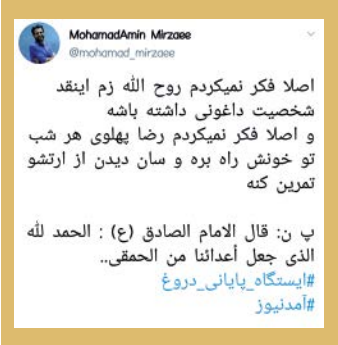 MohamadAmin Mirzaee
@mohamad_mirzaee
اصلا فکر نمیکردم روح الله زم اینقد
شخصیت داغونی داشته باشه
و اصلا فکر نمیکردم رضا پهلوی هر شب
تو خونش راه بره و سان دیدن از ارتشو
تمرین کنه
پ ن: قال الامام الصادق (ع) : الحمد لله
الذی جعل أعدائنا من الحمقی..
#ایستگاه_پایانی_دروغ
#آمدنیوز